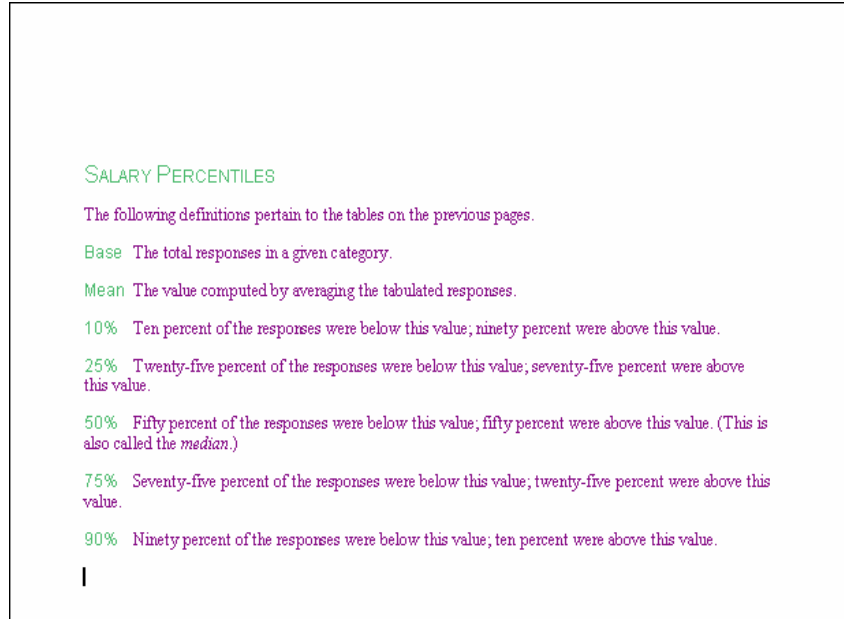 SALARY PERCENTILES
The following definitions pertain to the tables on the previous pages.
Base The total responses in a given category.
Mean The value computed by averaging the tabulated responses.
10% Ten percent of the responses were below this value; ninety percent were above this value.
25% Twenty-five percent of the responses were below this value; seventy-five percent were above
this value.
50% Fifty percent of the responses were below this value; fifty percent were above this value. (This is
also called the median.)
75% Seventy-five percent of the responses were below this value; twenty-five percent were above this
value.
90% Ninety percent of the responses were below this value; ten percent were above this value.